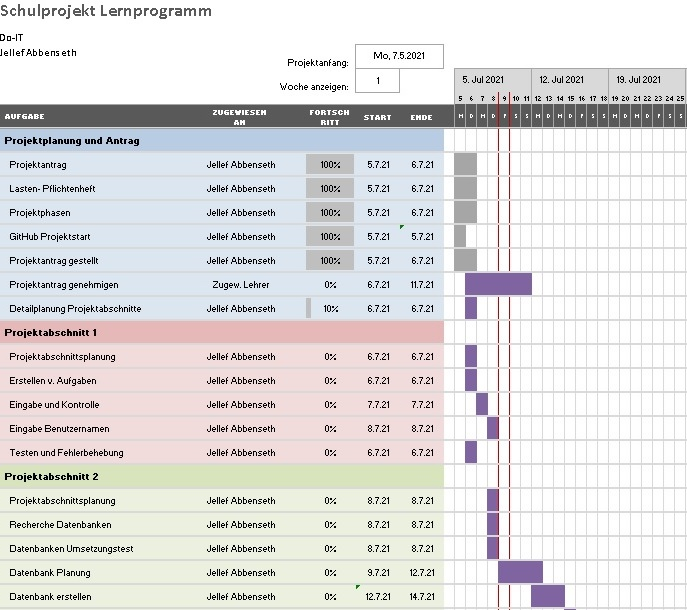 Schulprojekt Lernprogramm
Do-IT
Jellef Abbenseth
Projektanfang: Mo, 7.5.2021
Woche anzeigen: 1
5. Jul 2021 12. Jul 2021 19. Jul 2021
5 6 7 8 9 10 11 12 13 14 15 16 17 18 19 20 21 22 23 24 25
AUFGABE ZUGEWIESEN AN FORTSCHRITT START ENDE M D M D F S S M D M D F S S M D M D F S S
Projektplanung und Antrag
Projektantrag Jellef Abbenseth 100% 5.7.21 6.7.21
Lasten- Pflichtenheft Jellef Abbenseth 100% 5.7.21 6.7.21
Projektphasen Jellef Abbenseth 100% 5.7.21 6.7.21
GitHub Projektstart Jellef Abbenseth 100% 5.7.21 5.7.21
Projektantrag gestellt Jellef Abbenseth 100% 5.7.21 6.7.21
Projektantrag genehmigen Zugew. Lehrer 0% 6.7.21 11.7.21
Detailplanung Projektabschnitte Jellef Abbenseth 10% 6.7.21 6.7.21
Projektabschnitt 1
Projektabschnittsplanung Jellef Abbenseth 0% 6.7.21 6.7.21
Erstellen v. Aufgaben Jellef Abbenseth 0% 6.7.21 6.7.21
Eingabe und Kontrolle Jellef Abbenseth 0% 7.7.21 7.7.21
Eingabe Benutzernamen Jellef Abbenseth 0% 8.7.21 8.7.21
Testen und Fehlerbehebung Jellef Abbenseth 0% 6.7.21 6.7.21
Projektabschnitt 2
Projektabschnittsplanung Jellef Abbenseth 0% 8.7.21 8.7.21
Recherche Datenbanken Jellef Abbenseth 0% 8.7.21 8.7.21
Datenbanken Umsetzungstest Jellef Abbenseth 0% 8.7.21 8.7.21
Datenbank Planung Jellef Abbenseth 0% 9.7.21 12.7.21
Datenbank erstellen Jellef Abbenseth 0% 12.7.21 14.7.21